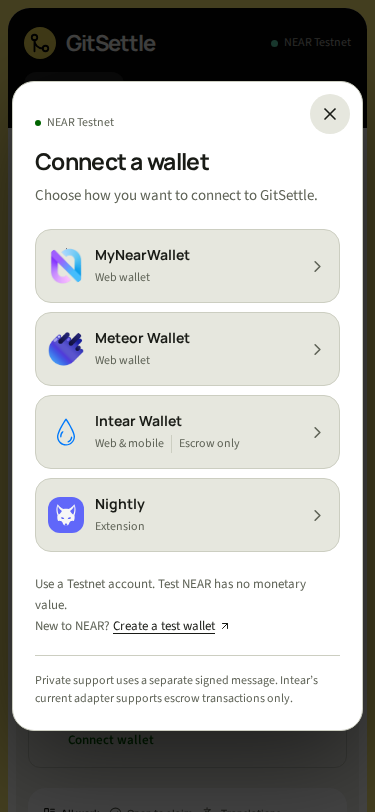 GitSettle
NEAR Testnet
NEAR Testnet
Connect a wallet
Choose how you want to connect to GitSettle.
MyNearWallet
Web wallet
Meteor Wallet
Web wallet
Intear Wallet
Web & mobile | Escrow only
Nightly
Extension
Use a Testnet account. Test NEAR has no monetary
value.
New to NEAR? Create a test wallet ↗
Private support uses a separate signed message. Intear's
current adapter supports escrow transactions only.
Connect wallet